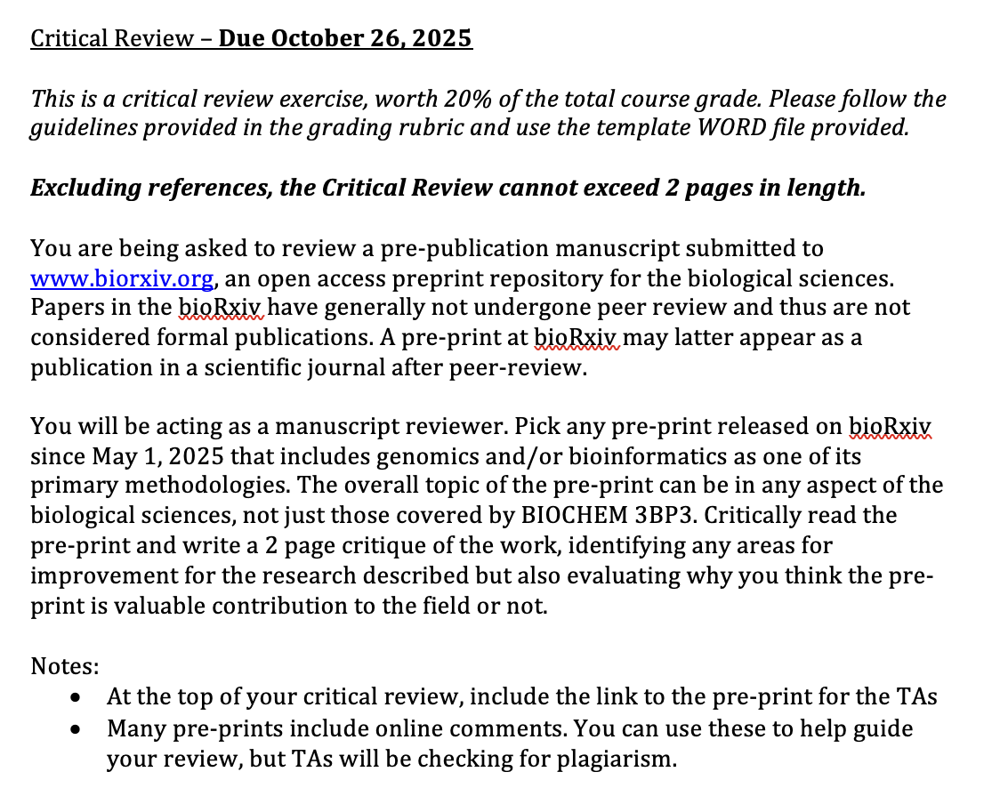 Critical Review – Due October 26, 2025
This is a critical review exercise, worth 20% of the total course grade. Please follow the
guidelines provided in the grading rubric and use the template WORD file provided.
Excluding references, the Critical Review cannot exceed 2 pages in length.
You are being asked to review a pre-publication manuscript submitted to
www.biorxiv.org, an open access preprint repository for the biological sciences.
Papers in the bioRxiv have generally not undergone peer review and thus are not
considered formal publications. A pre-print at bioRxiv may latter appear as a
publication in a scientific journal after peer-review.
You will be acting as a manuscript reviewer. Pick any pre-print released on bioRxiv
since May 1, 2025 that includes genomics and/or bioinformatics as one of its
primary methodologies. The overall topic of the pre-print can be in any aspect of the
biological sciences, not just those covered by BIOCHEM 3BP3. Critically read the
pre-print and write a 2 page critique of the work, identifying any areas for
improvement for the research described but also evaluating why you think the pre-
print is valuable contribution to the field or not.
Notes:
• At the top of your critical review, include the link to the pre-print for the TAs
• Many pre-prints include online comments. You can use these to help guide
your review, but TAs will be checking for plagiarism.